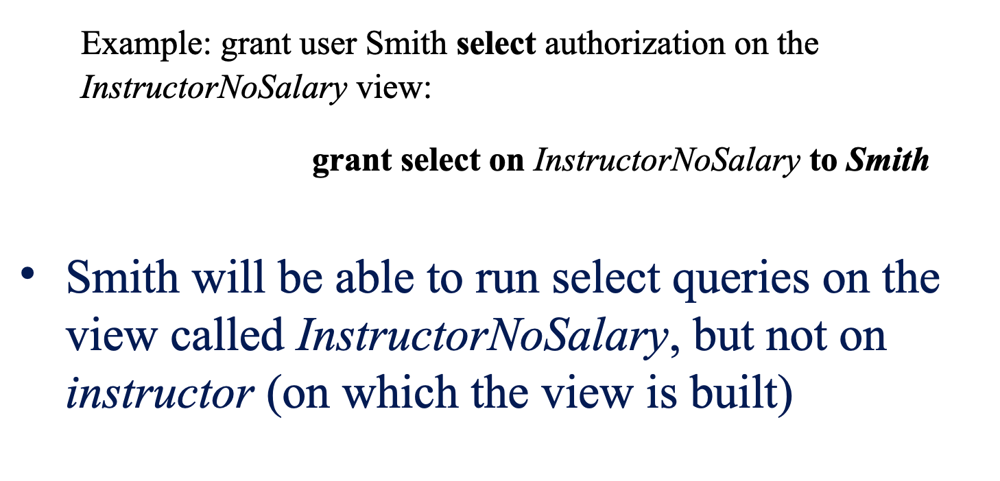 Example: grant user Smith select authorization on the
InstructorNoSalary view:
grant select on InstructorNoSalary to Smith
• Smith will be able to run select queries on the
view called InstructorNoSalary, but not on
instructor (on which the view is built)